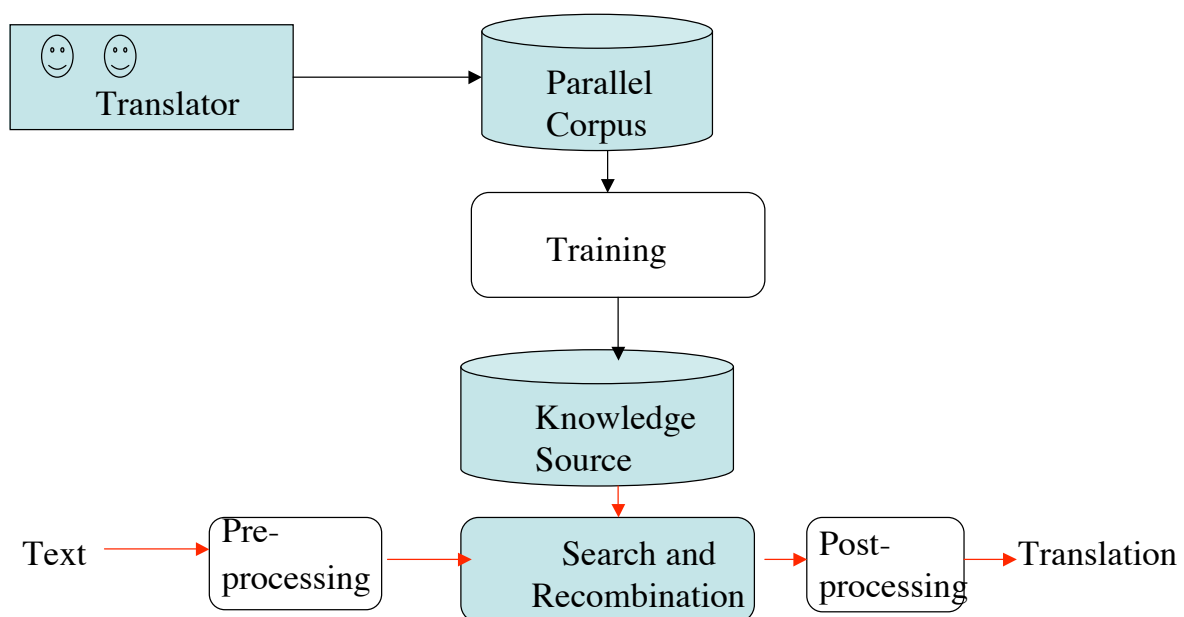 Translator
Parallel
Corpus
Training
Knowledge
Source
Text
Pre-
processing
Search and
Recombination
Post-
processing
Translation